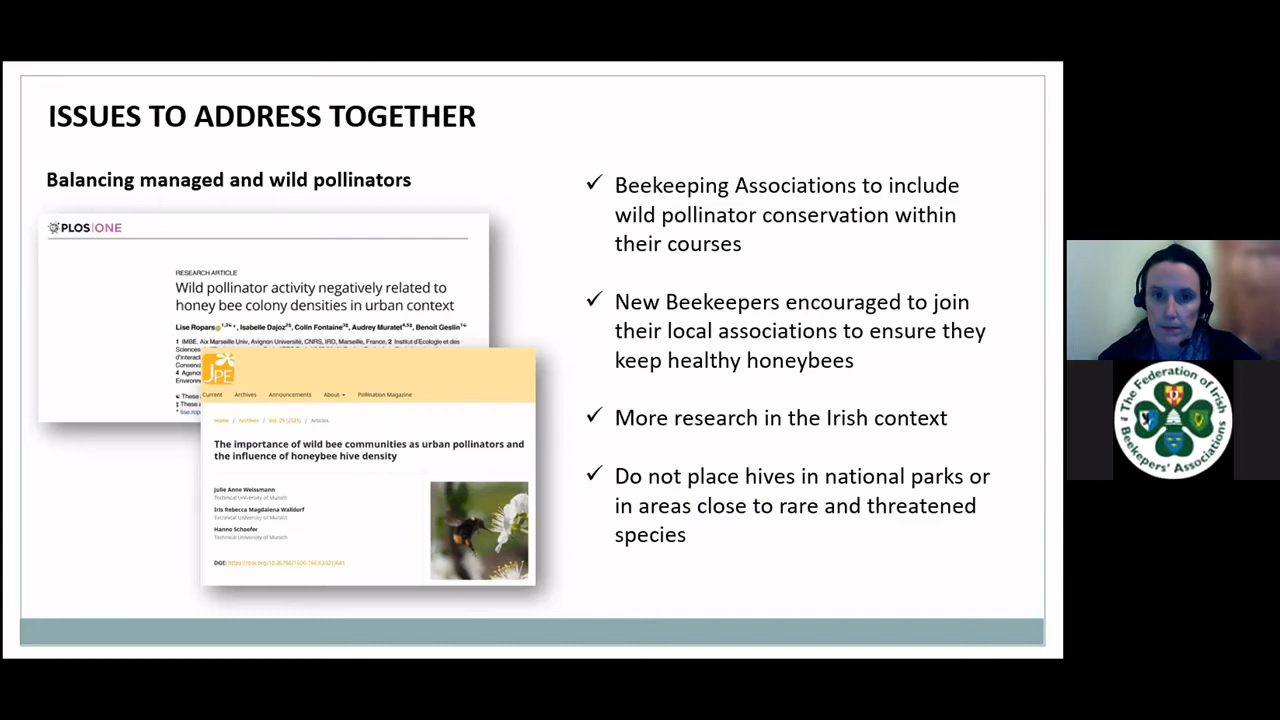 ISSUES TO ADDRESS TOGETHER
Balancing managed and wild pollinators
PLOS ONE
RESEARCH ARTICLE
Wild pollinator activity negatively related to
honey bee colony densities in urban context
Lise Ropars, Isabelle Dajoz, Colin Fontaine, Audrey Muratet, Benoît Geslin
1 IMBE, Aix Marseille Univ, Avignon Université, CNRS, IRD, Marseille, France, 2 Institut d'Ecologie et des
JPE
Current Archives Announcements About Pollination Magazine
Home / Archives / Vol. 29 (2021) / Articles
The importance of wild bee communities as urban pollinators and
the influence of honeybee hive density
Julie Anne Weissmann
Technical University of Munich
Iris Rebecca Magdalena Walldorf
Technical University of Munich
Hanno Schaefer
Technical University of Munich
✓ Beekeeping Associations to include
wild pollinator conservation within
their courses
✓ New Beekeepers encouraged to join
their local associations to ensure they
keep healthy honeybees
✓ More research in the Irish context
✓ Do not place hives in national parks or
in areas close to rare and threatened
species
The Federation of Irish
Beekeepers' Associations